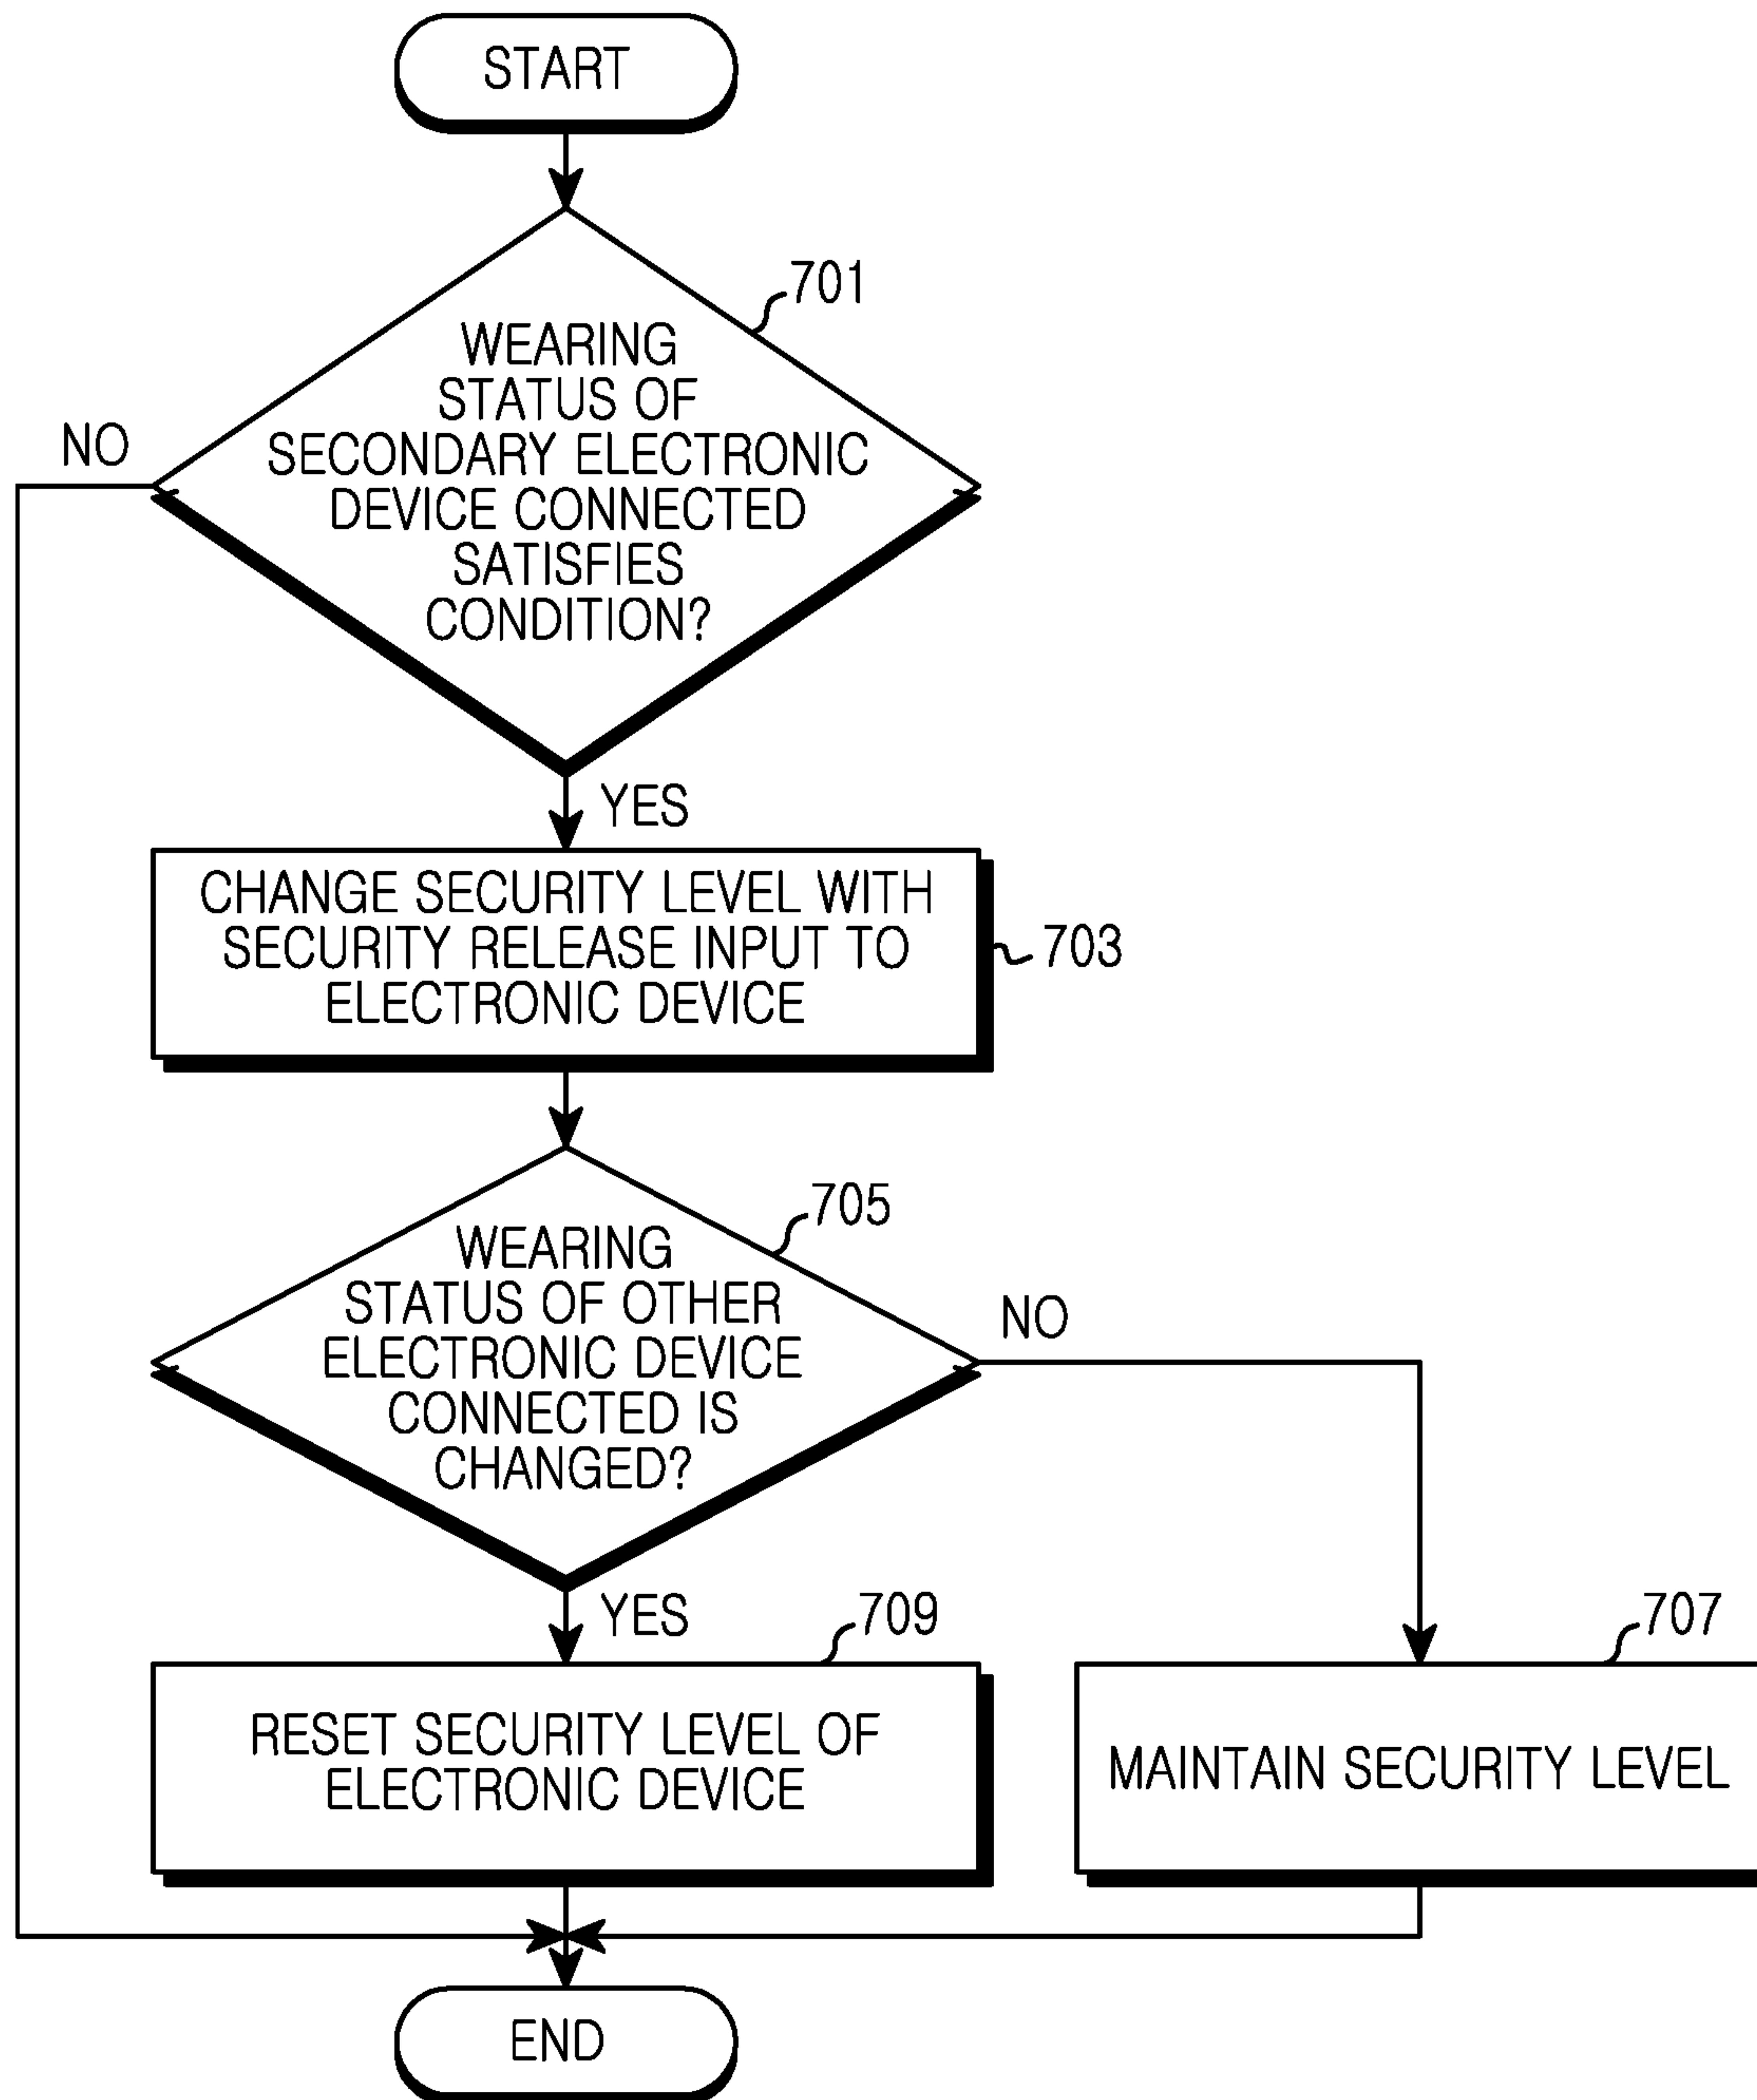 START
701
WEARING
STATUS OF
SECONDARY ELECTRONIC
DEVICE CONNECTED
SATISFIES
CONDITION?
NO
YES
CHANGE SECURITY LEVEL WITH
SECURITY RELEASE INPUT TO
ELECTRONIC DEVICE
703
705
WEARING
STATUS OF OTHER
ELECTRONIC DEVICE
CONNECTED IS
CHANGED?
NO
YES
709
707
RESET SECURITY LEVEL OF
ELECTRONIC DEVICE
MAINTAIN SECURITY LEVEL
END